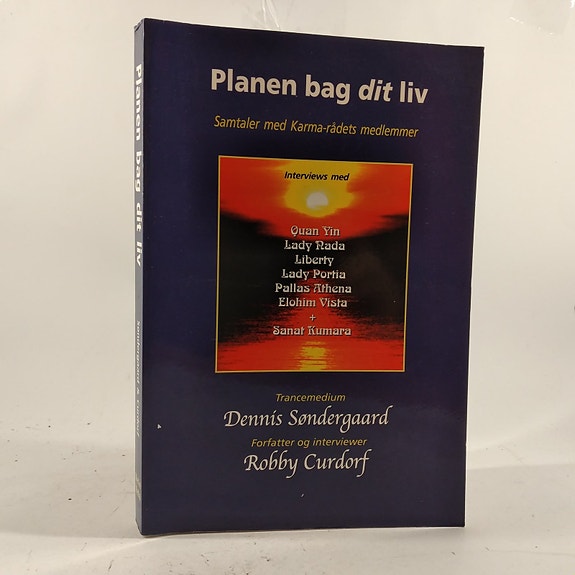 Planen bag dit liv
Samtaler med Karma-rådets medlemmer
Interviews med
Quan Yin
Lady Nada
Liberty
Lady Portia
Pallas Athena
Elohim Vista
+
Sanat Kumara
Trancemedium
Dennis Søndergaard
Forfatter og interviewer
Robby Curdorf
Planen bag dit liv